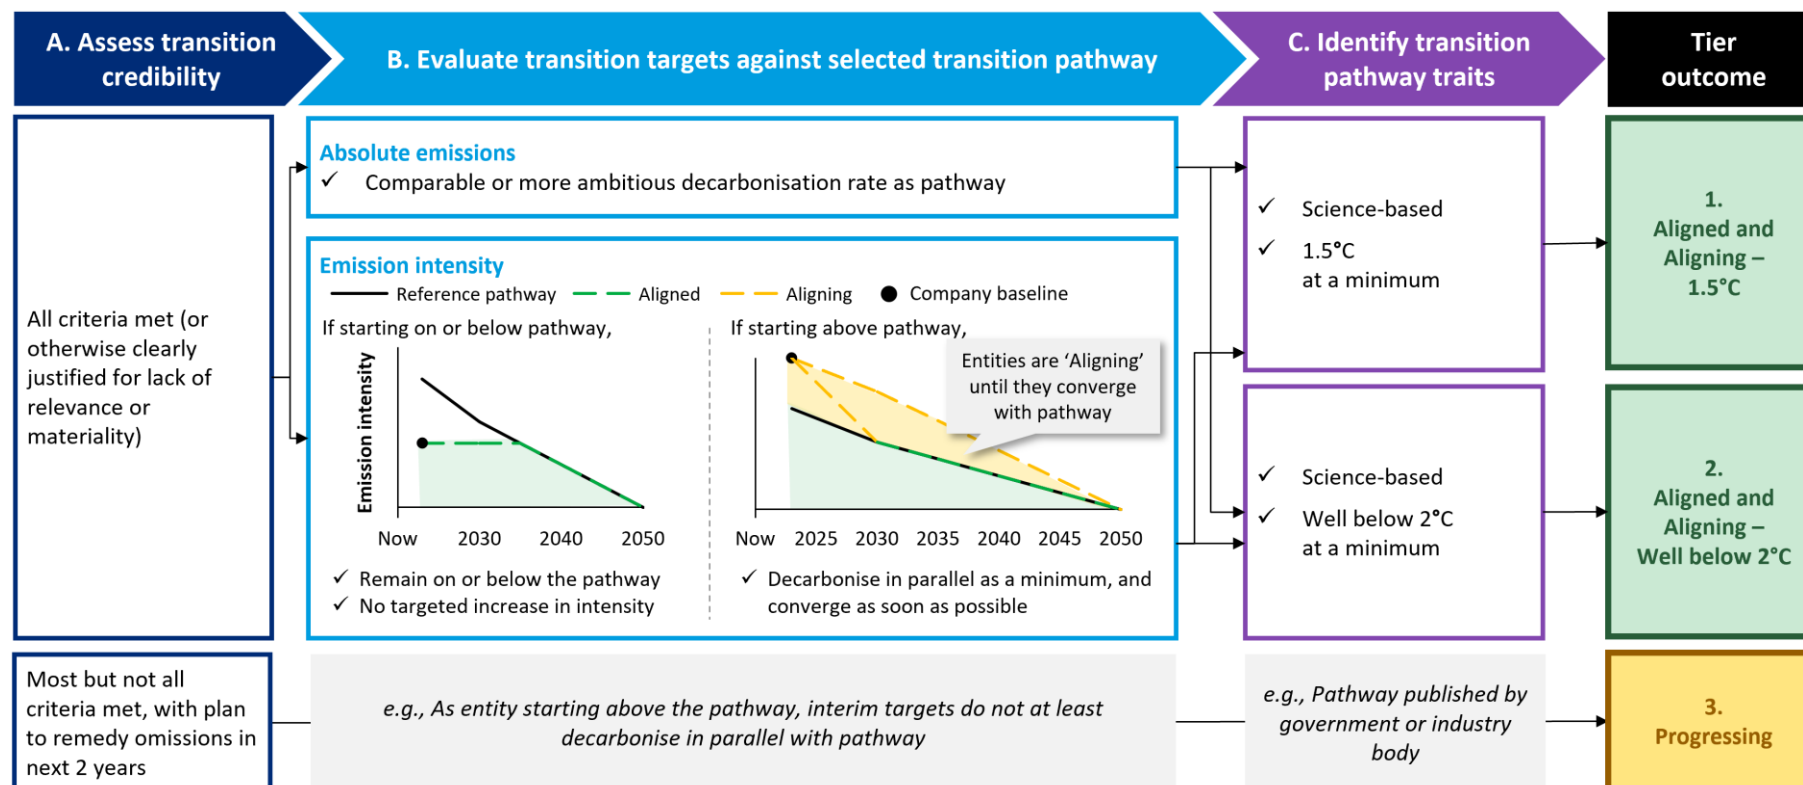 A. Assess transition
credibility
B. Evaluate transition targets against selected transition pathway
C. Identify transition
pathway traits
Tier
outcome
All criteria met (or
otherwise clearly
justified for lack of
relevance or
materiality)
Absolute emissions
✓ Comparable or more ambitious decarbonisation rate as pathway
Emission intensity
Reference pathway Aligned Aligning Company baseline
If starting on or below pathway,
Emission intensity
Now 2030 2040 2050
✓ Remain on or below the pathway
✓ No targeted increase in intensity
If starting above pathway,
Entities are ‘Aligning’
until they converge
with pathway
Now 2025 2030 2035 2040 2045 2050
✓ Decarbonise in parallel as a minimum, and
converge as soon as possible
✓ Science-based
✓ 1.5°C
at a minimum
✓ Science-based
✓ Well below 2°C
at a minimum
1.
Aligned and
Aligning –
1.5°C
2.
Aligned and
Aligning –
Well below 2°C
Most but not all
criteria met, with plan
to remedy omissions in
next 2 years
e.g., As entity starting above the pathway, interim targets do not at least
decarbonise in parallel with pathway
e.g., Pathway published by
government or industry
body
3.
Progressing